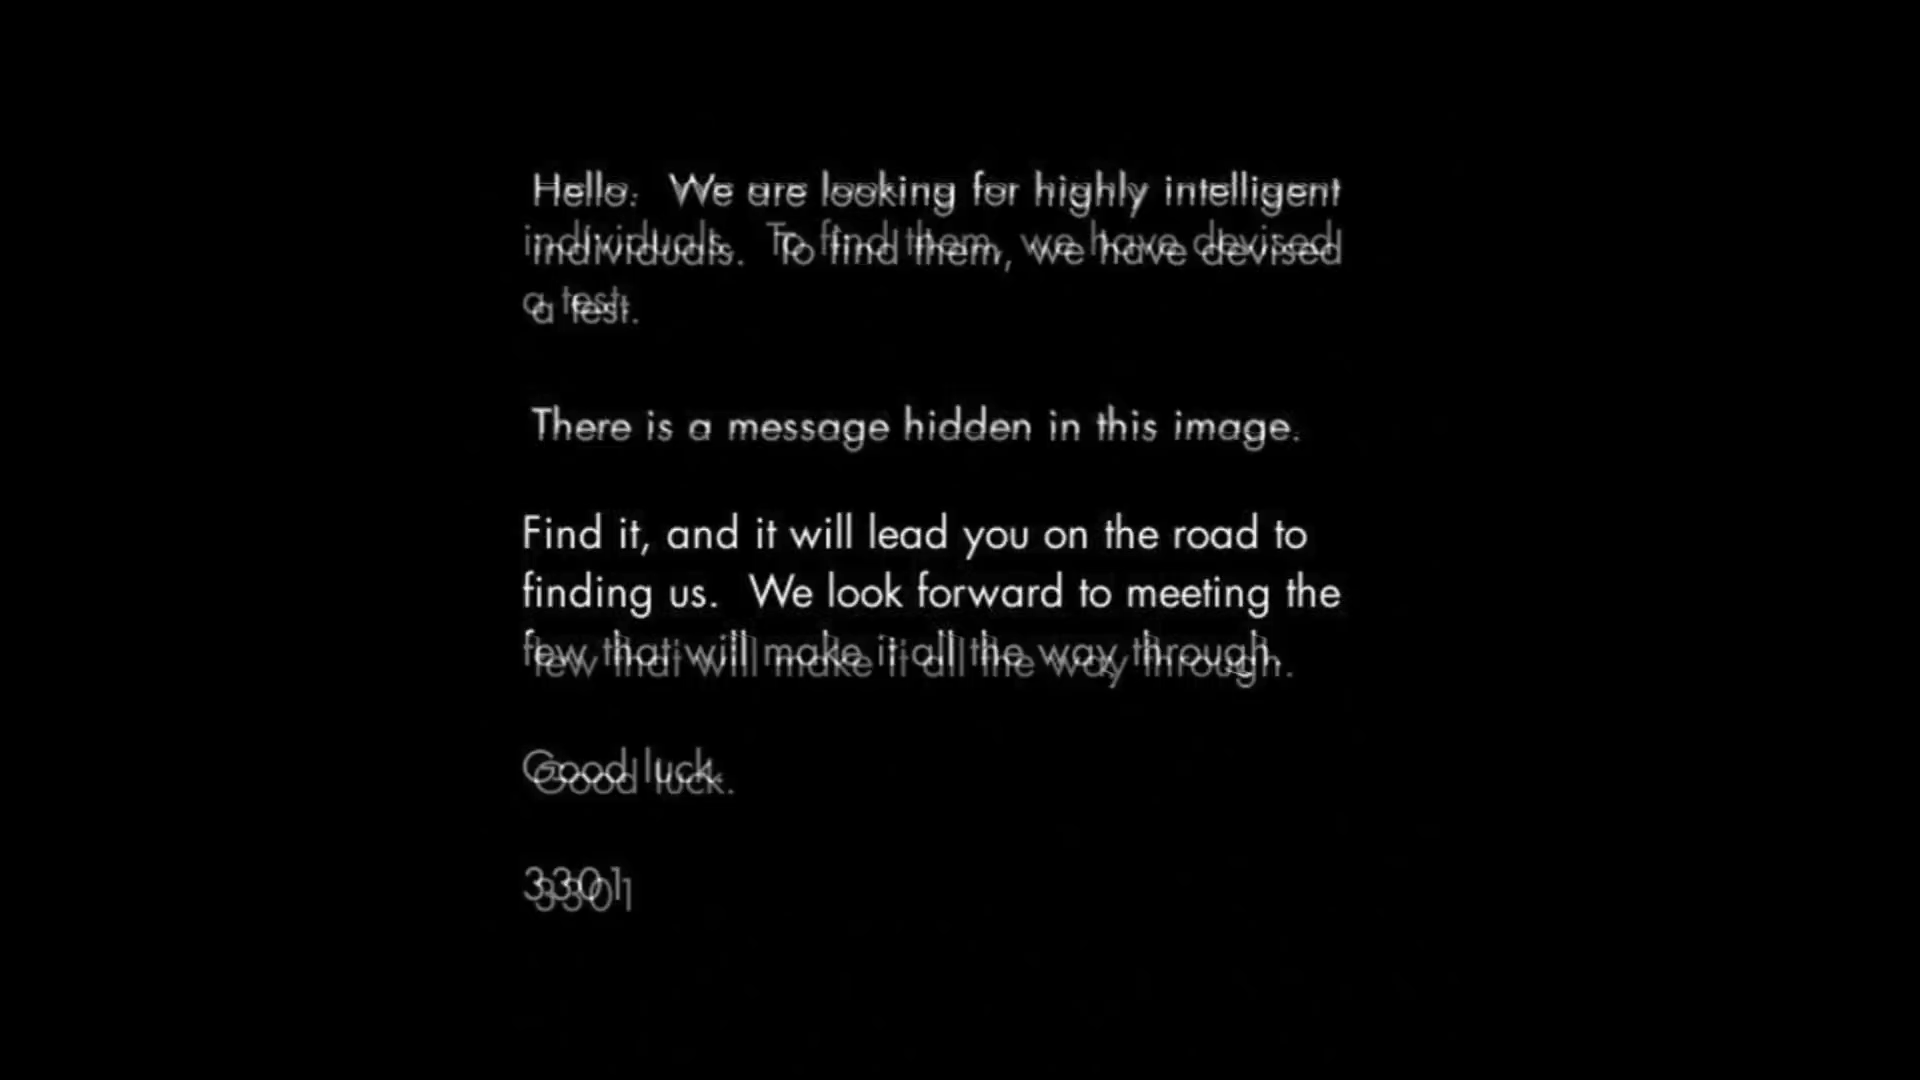 Hello.  We are looking for highly intelligent
individuals.  To find them, we have devised
a test.
There is a message hidden in this image.
Find it, and it will lead you on the road to
finding us.  We look forward to meeting the
few that will make it all the way through.
Good luck.
3301